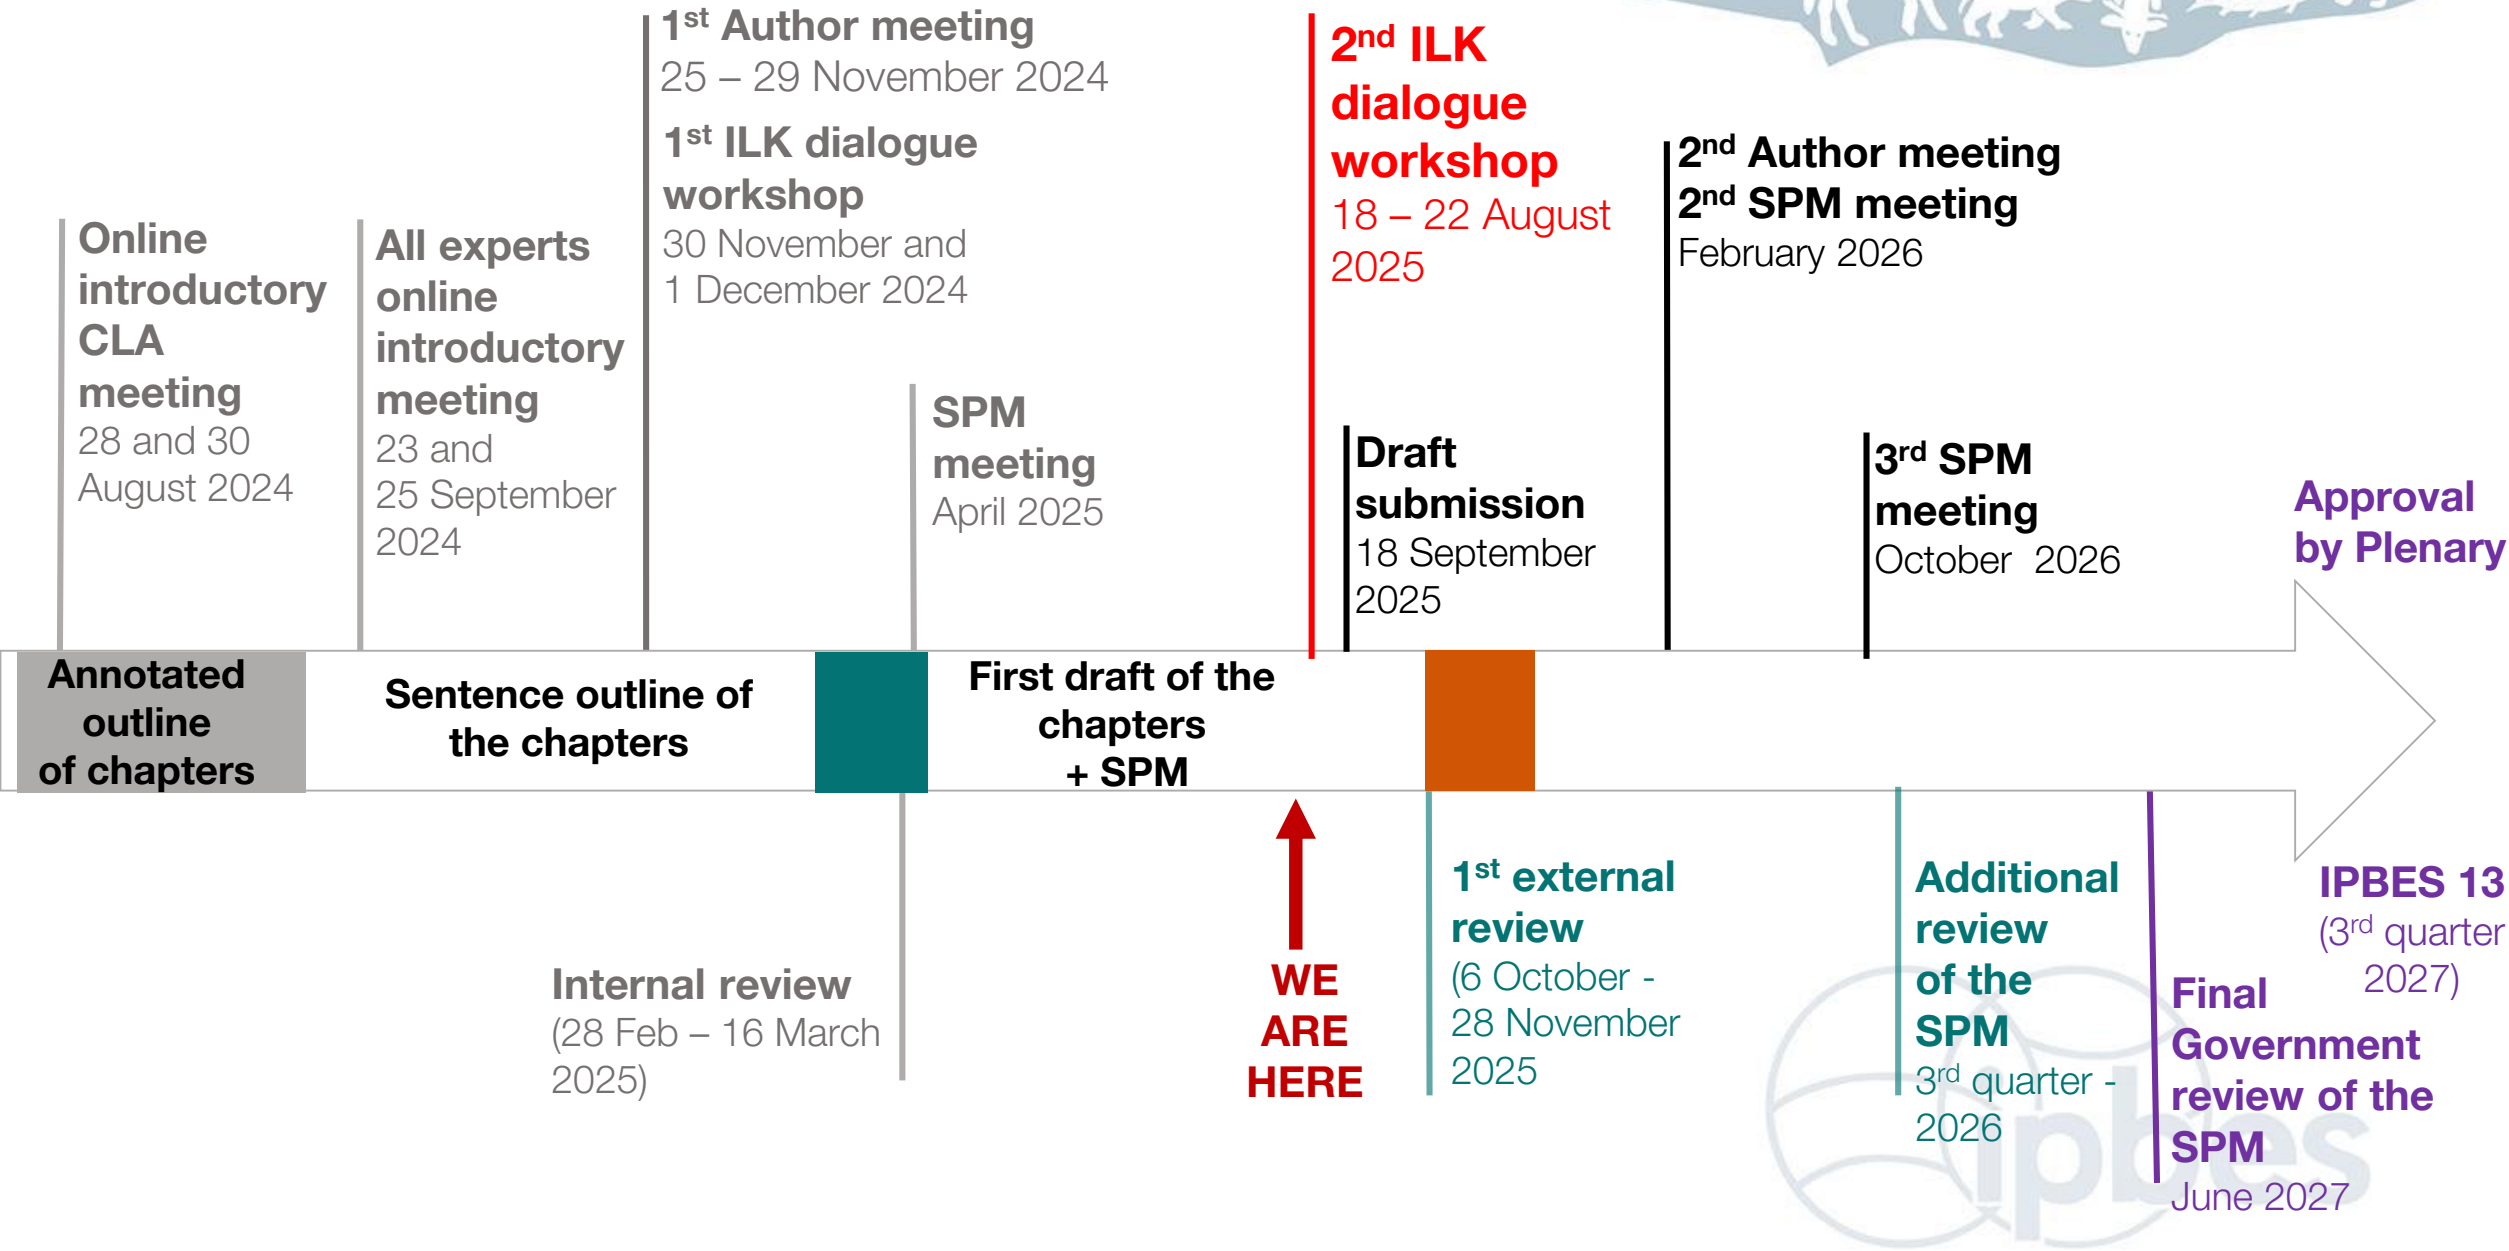 1st Author meeting
25 – 29 November 2024
1st ILK dialogue
workshop
30 November and
1 December 2024
2nd ILK
dialogue
workshop
18 – 22 August
2025
2nd Author meeting
2nd SPM meeting
February 2026
Online
introductory
CLA
meeting
28 and 30
August 2024
All experts
online
introductory
meeting
23 and
25 September
2024
SPM
meeting
April 2025
Draft
submission
18 September
2025
3rd SPM
meeting
October 2026
Approval
by Plenary
Annotated
outline
of chapters
Sentence outline of
the chapters
First draft of the
chapters
+ SPM
Internal review
(28 Feb – 16 March
2025)
WE
ARE
HERE
1st external
review
(6 October -
28 November
2025
Additional
review
of the
SPM
3rd quarter -
2026
IPBES 13
(3rd quarter
2027)
Final
Government
review of the
SPM
June 2027
ipbes